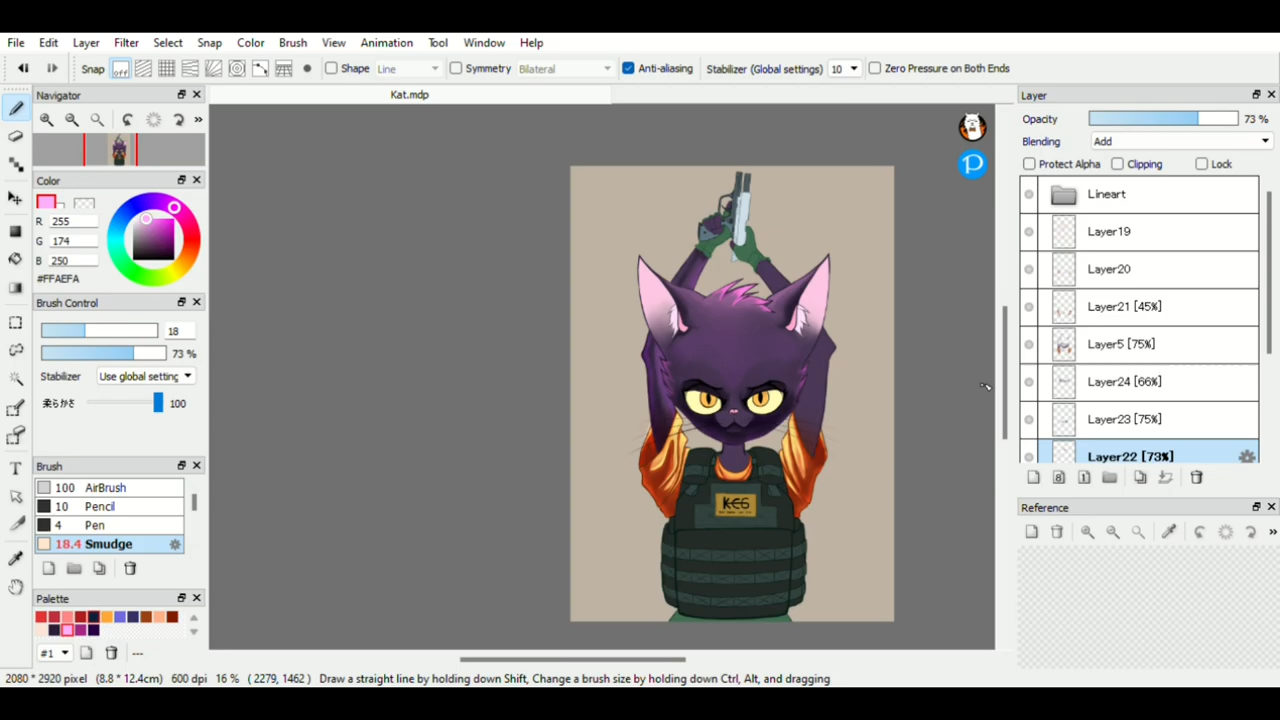 File Edit Layer Filter Select Snap Color Brush View Animation Tool Window Help
Snap off Shape Line Symmetry Bilateral Anti-aliasing Stabilizer (Global settings) 10 Zero Pressure on Both Ends
Navigator
Kat.mdp
Color
R 255
G 174
B 250
#FFAEFA
Brush Control
18
73 %
Stabilizer Use global setting
柔らかさ 100
Brush
100 AirBrush
10 Pencil
4 Pen
18.4 Smudge
Palette
#1 ---
KEG
Layer
Opacity 73 %
Blending Add
Protect Alpha Clipping Lock
Lineart
Layer19
Layer20
Layer21 [45%]
Layer5 [75%]
Layer24 [66%]
Layer23 [75%]
Layer22 [73%]
8 1
Reference
2080 * 2920 pixel (8.8 * 12.4cm) 600 dpi 16 % ( 2279, 1462 ) Draw a straight line by holding down Shift, Change a brush size by holding down Ctrl, Alt, and dragging